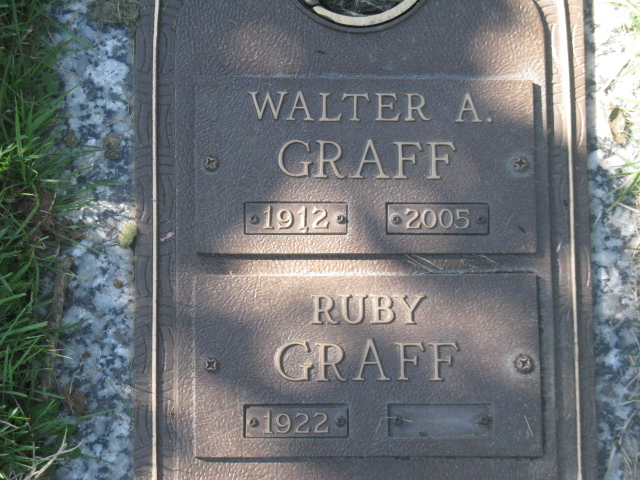 WALTER A.
GRAFF
1912 2005
RUBY
GRAFF
1922